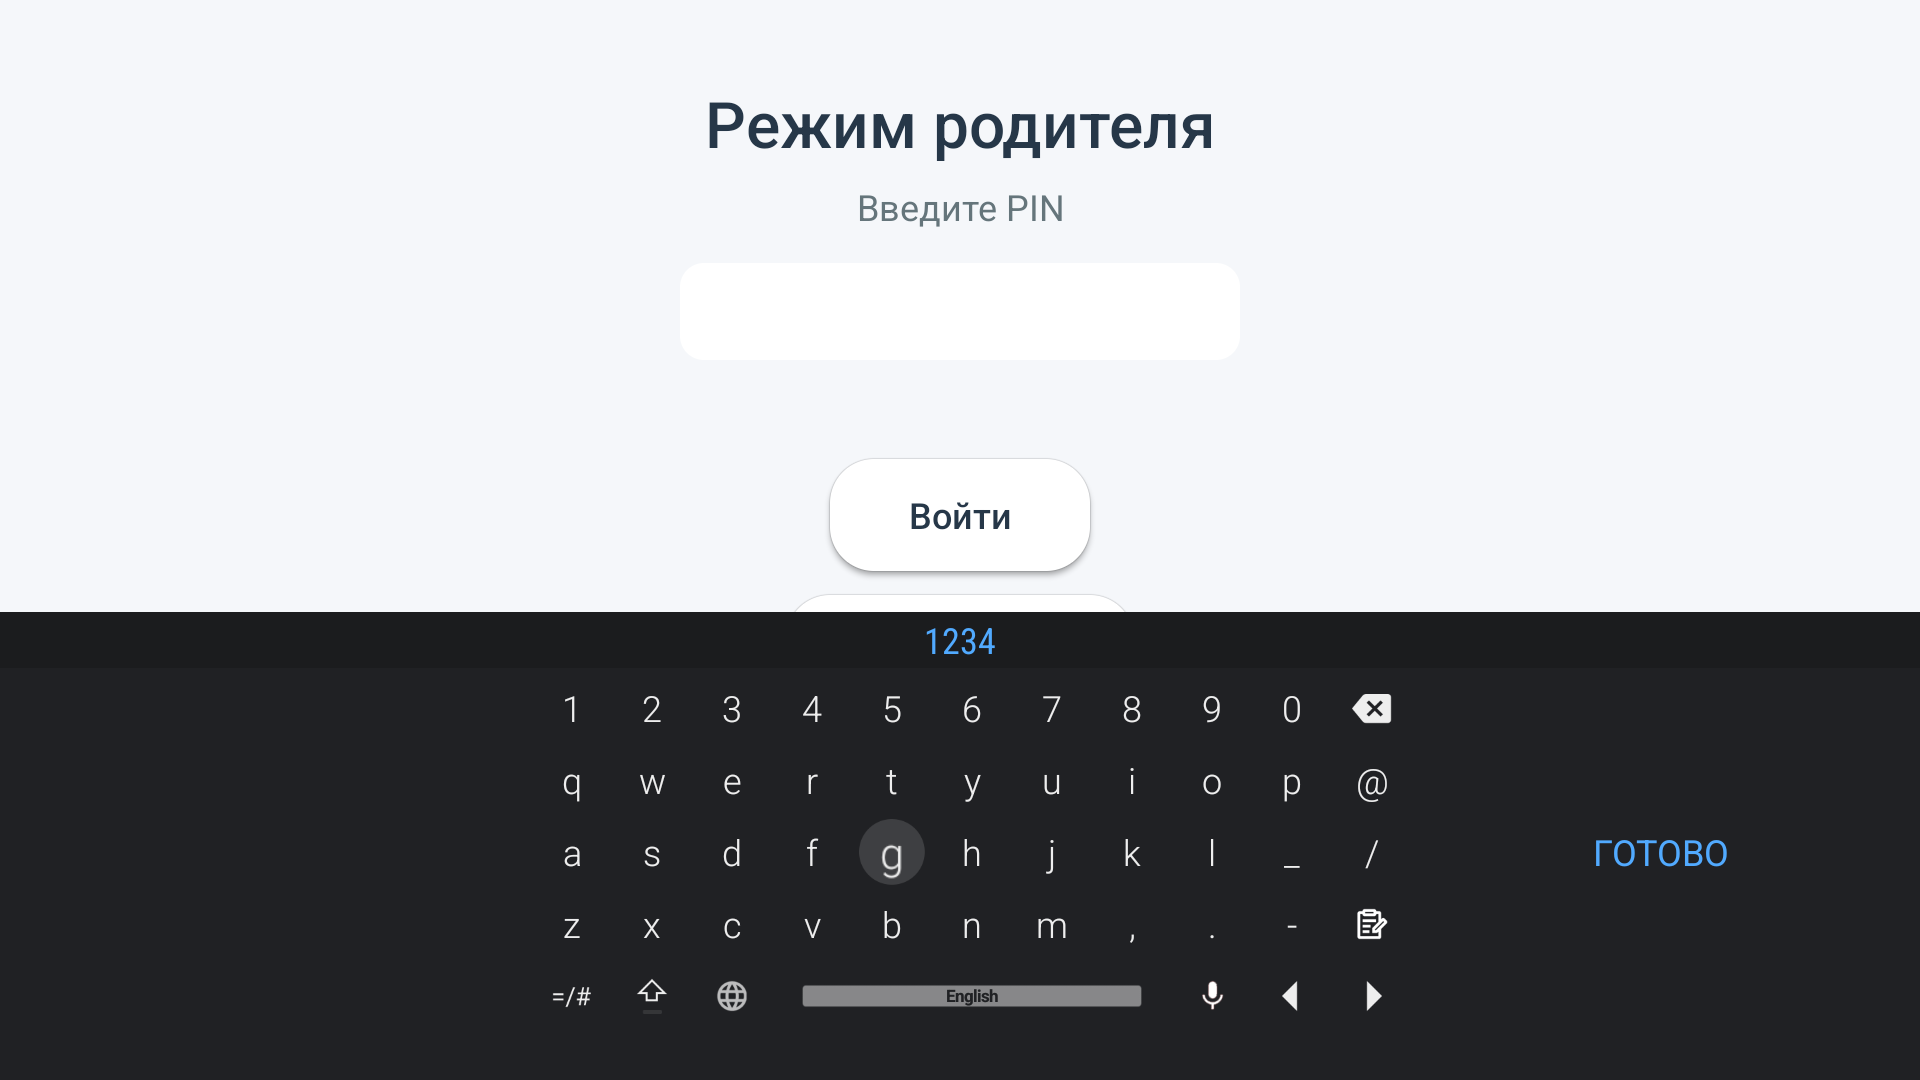 Режим родителя
Введите PIN
Войти
1234
1 2 3 4 5 6 7 8 9 0
q w e r t y u i o p @
a s d f g h j k l _ /
ГОТОВО
z x c v b n m , . -
=/#
English